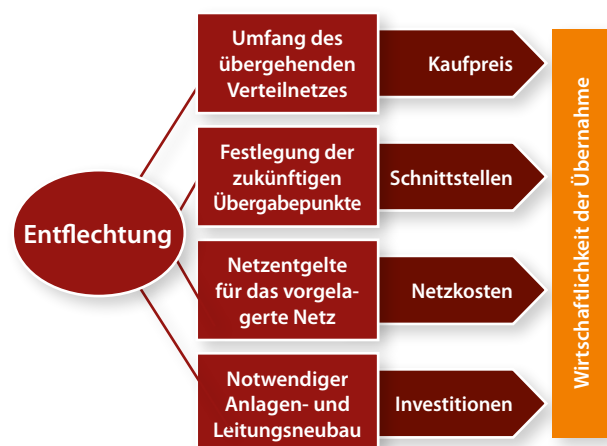 Entflechtung
Umfang des
übergehenden
Verteilnetzes
Kaufpreis
Festlegung der
zukünftigen
Übergabepunkte
Schnittstellen
Netzentgelte
für das vorgela-
gerte Netz
Netzkosten
Notwendiger
Anlagen- und
Leitungsneubau
Investitionen
Wirtschaftlichkeit der Übernahme